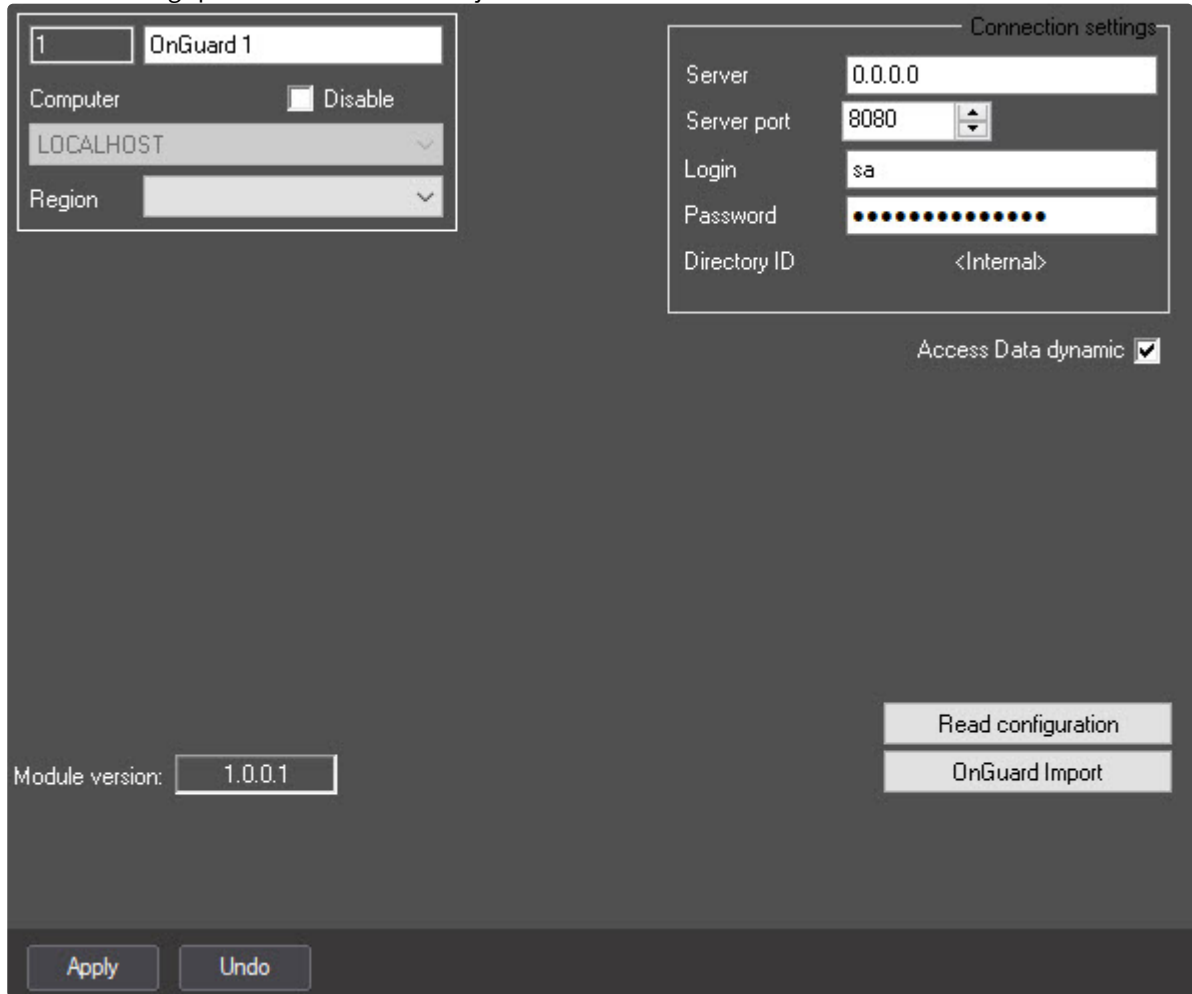 1
OnGuard 1
Computer
Disable
LOCALHOST
Region
Connection settings
Server
0.0.0.0
Server port
8080
Login
sa
Password
••••••••••••••
Directory ID
<Internal>
Access Data dynamic
Read configuration
OnGuard Import
Module version:
1.0.0.1
Apply
Undo